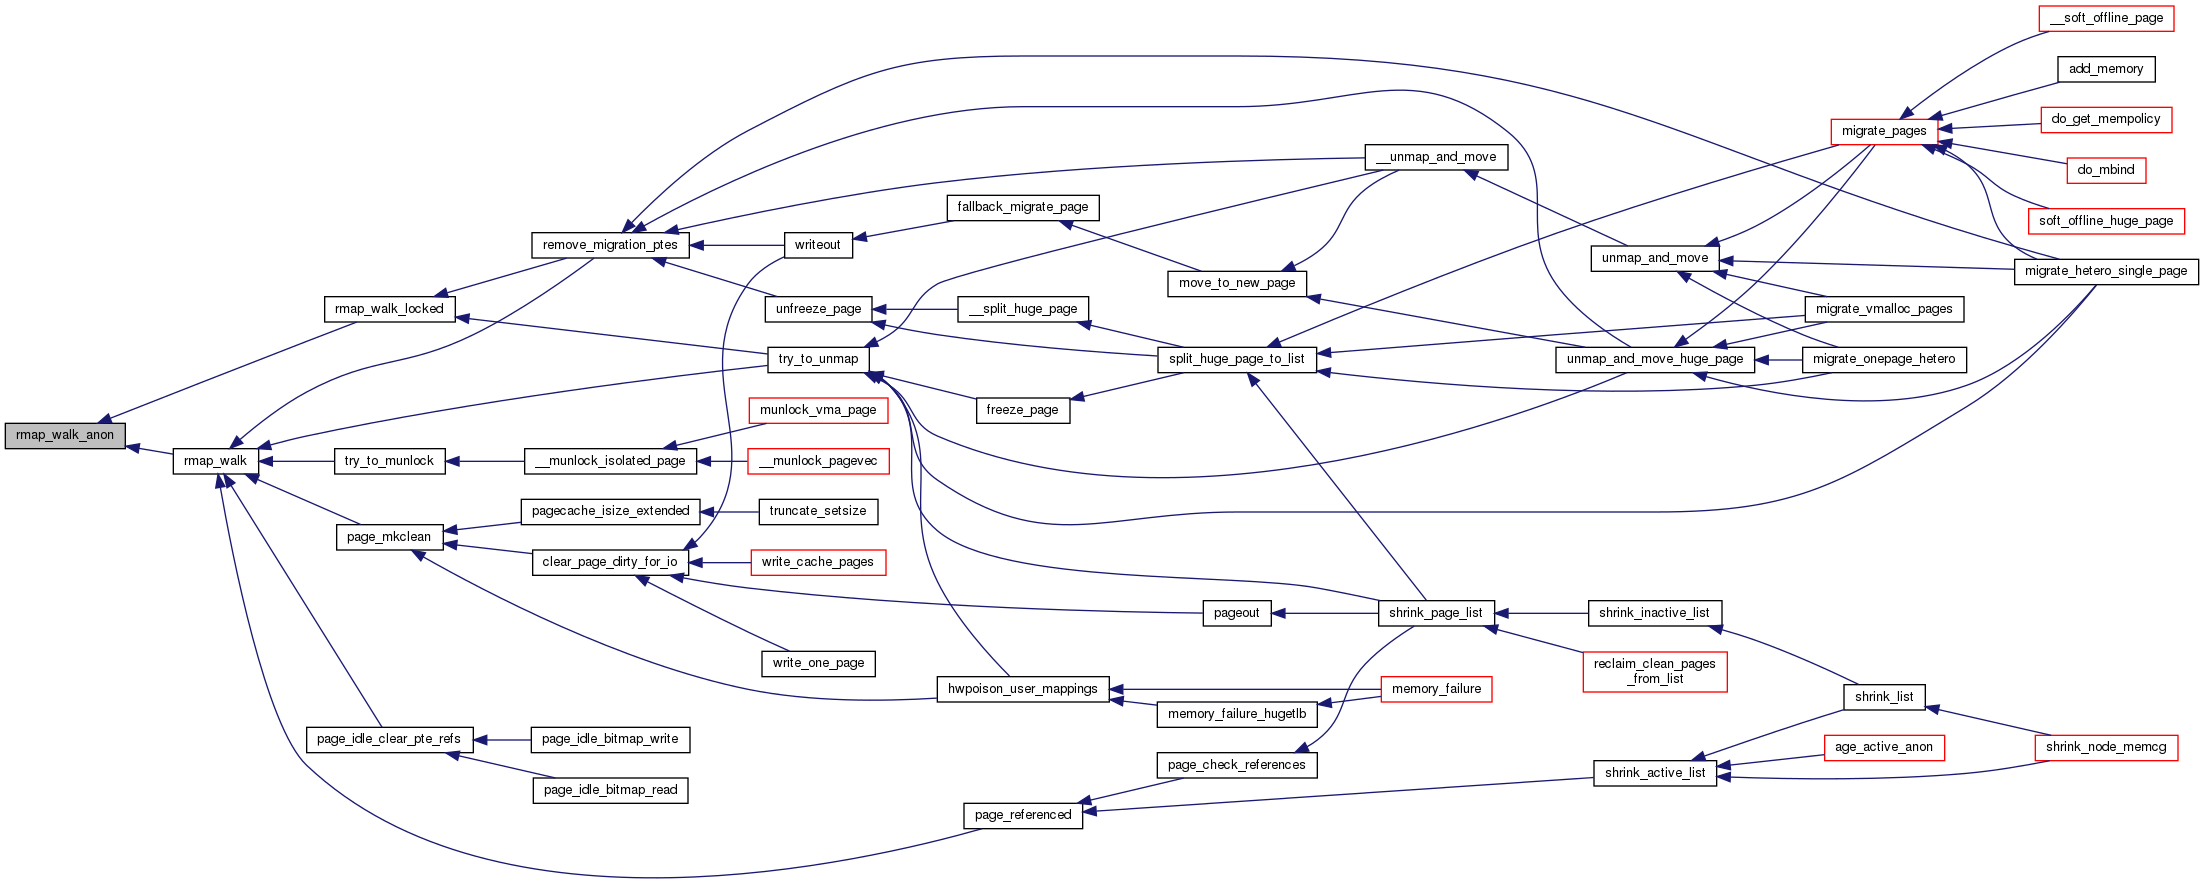 __soft_offline_page
add_memory
do_get_mempolicy
migrate_pages
__unmap_and_move
do_mbind
fallback_migrate_page
soft_offline_huge_page
remove_migration_ptes
writeout
unmap_and_move
migrate_hetero_single_page
move_to_new_page
rmap_walk_locked
unfreeze_page
__split_huge_page
migrate_vmalloc_pages
try_to_unmap
split_huge_page_to_list
unmap_and_move_huge_page
migrate_onepage_hetero
munlock_vma_page
freeze_page
rmap_walk_anon
rmap_walk
try_to_munlock
__munlock_isolated_page
__munlock_pagevec
pagecache_isize_extended
truncate_setsize
page_mkclean
clear_page_dirty_for_io
write_cache_pages
pageout
shrink_page_list
shrink_inactive_list
write_one_page
reclaim_clean_pages
_from_list
hwpoison_user_mappings
memory_failure
shrink_list
memory_failure_hugetlb
page_idle_clear_pte_refs
page_idle_bitmap_write
age_active_anon
shrink_node_memcg
page_check_references
shrink_active_list
page_idle_bitmap_read
page_referenced